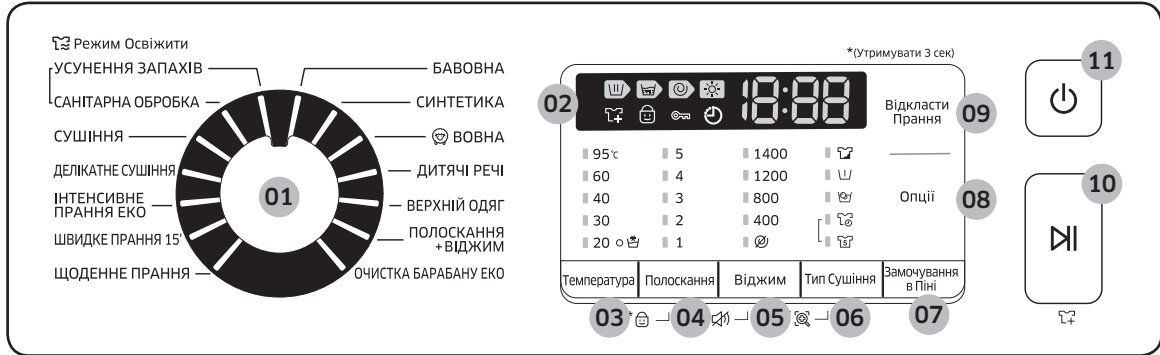 Режим Освіжити
УСУНЕННЯ ЗАПАХІВ
САНІТАРНА ОБРОБКА
СУШІННЯ
ДЕЛІКАТНЕ СУШІННЯ
ІНТЕНСИВНЕ
ПРАННЯ ЕКО
ШВИДКЕ ПРАННЯ 15'
ЩОДЕННЕ ПРАННЯ
01
БАВОВНА
СИНТЕТИКА
ВОВНА
ДИТЯЧІ РЕЧІ
ВЕРХНІЙ ОДЯГ
ПОЛОСКАННЯ
+ВІДЖИМ
ОЧИСТКА БАРАБАНУ ЕКО
*(Утримувати 3 сек)
02
18:88
95℃ 5 1400
60 4 1200
40 3 800
30 2 400
20 1
Відкласти
Прання
09
Опції
08
Температура
Полоскання
Віджим
Тип Сушіння
Замочування
в Піні
03 * 04 05 06 07
11
10